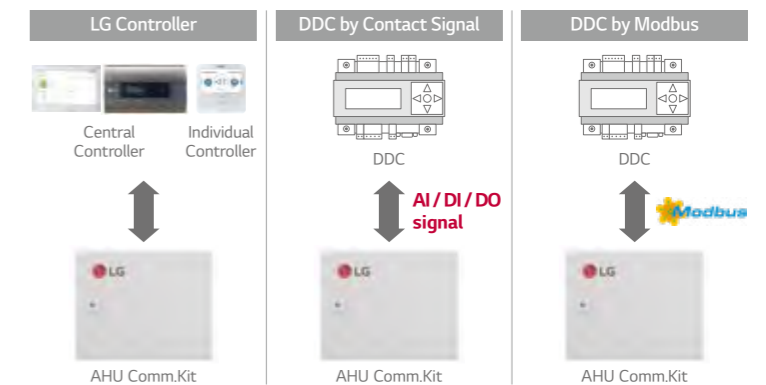 LG Controller
Central
Controller
Individual
Controller
LG
AHU Comm.Kit
DDC by Contact Signal
DDC
AI / DI / DO
signal
LG
AHU Comm.Kit
DDC by Modbus
DDC
Modbus
LG
AHU Comm.Kit